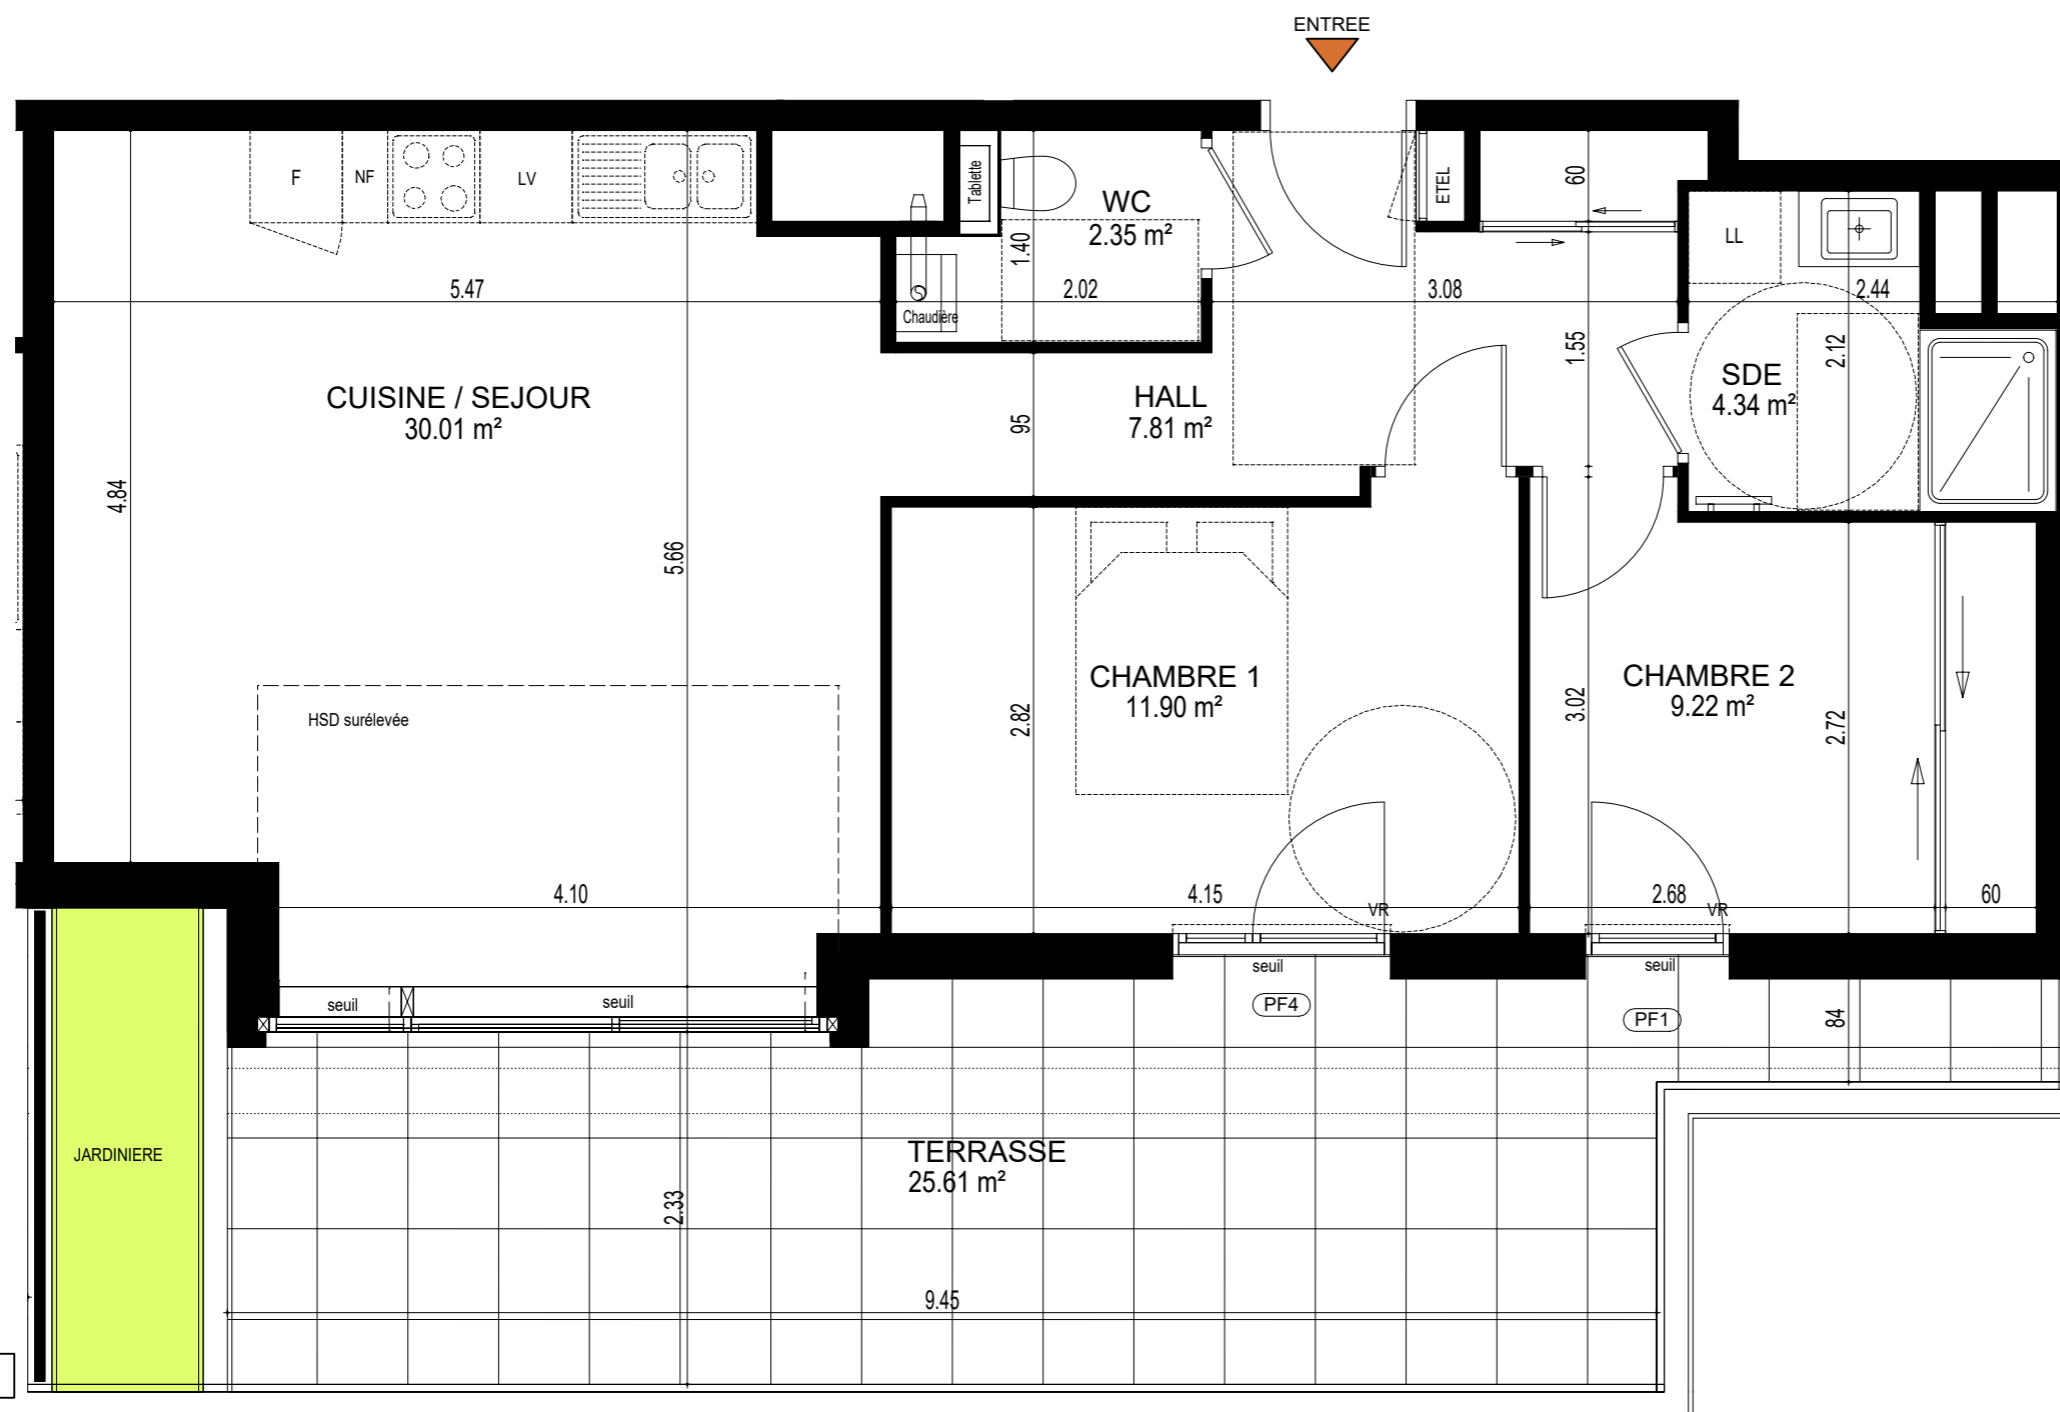 ENTREE
F
NF
LV
Tablette
WC
2.35 m²
1.40
ETEL
60
LL
5.47
2.02
3.08
2.44
Chaudière
1.55
2.12
CUISINE / SEJOUR
30.01 m²
HALL
7.81 m²
95
SDE
4.34 m²
4.84
5.66
CHAMBRE 1
11.90 m²
CHAMBRE 2
9.22 m²
HSD surélevée
2.82
3.02
2.72
4.10
4.15
VR
2.68
VR
60
seuil
seuil
seuil
seuil
PF4
PF1
84
JARDINIERE
TERRASSE
25.61 m²
2.33
9.45